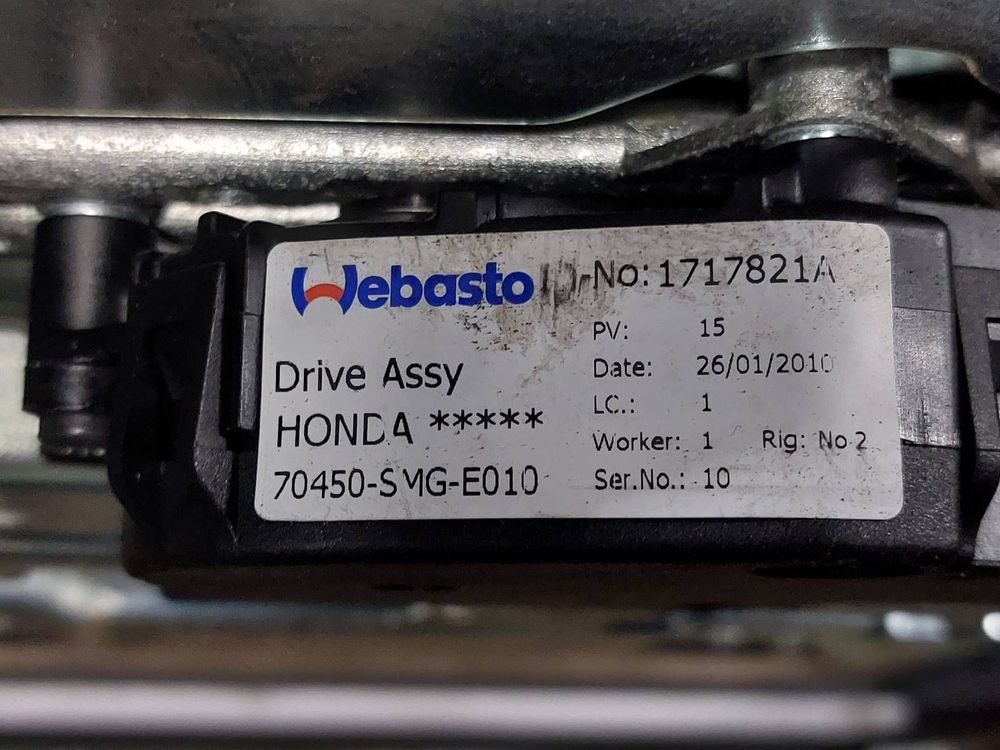 Webasto ID-No: 1717821A
PV: 15
Drive Assy
Date: 26/01/2010
HONDA *****
LC.: 1
Worker: 1 Rig: No 2
70450-SMG-E010
Ser.No.: 10